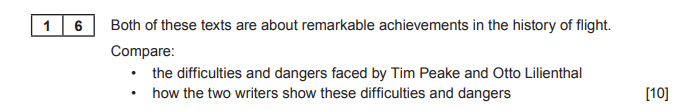 1 6 Both of these texts are about remarkable achievements in the history of flight.
Compare:
• the difficulties and dangers faced by Tim Peake and Otto Lilienthal
• how the two writers show these difficulties and dangers [10]